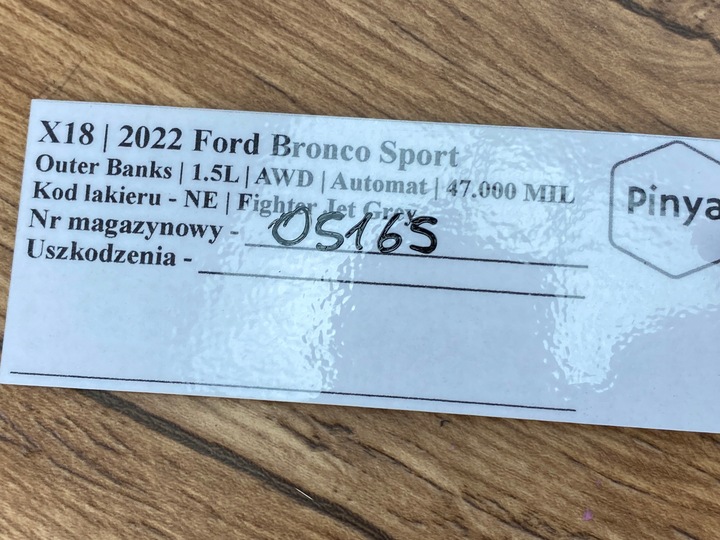 X18 | 2022 Ford Bronco Sport
Outer Banks | 1.5L | AWD | Automat | 47.000 MIL
Kod lakieru - NE | Fighter Jet Grey
Nr magazynowy - OS165
Uszkodzenia -
Pinya